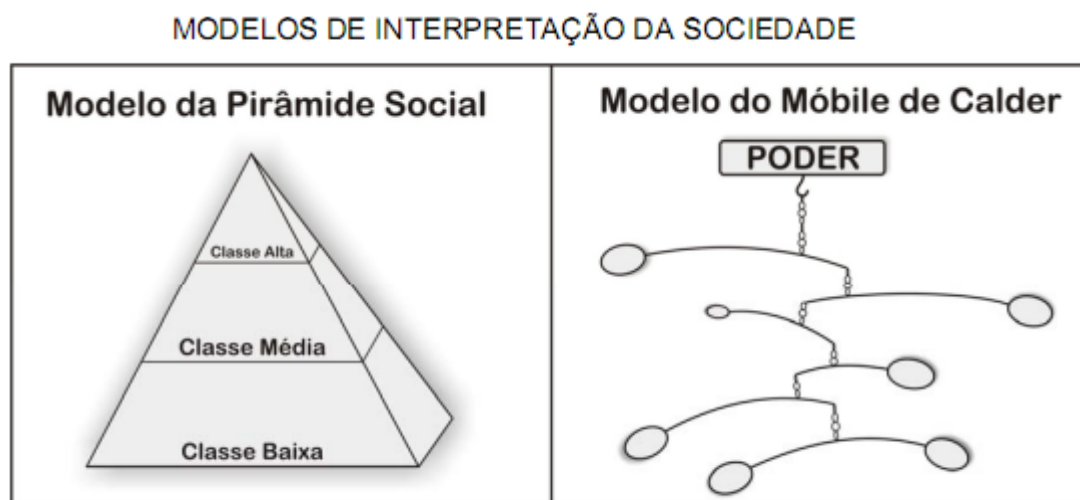 MODELOS DE INTERPRETAÇÃO DA SOCIEDADE
Modelo da Pirâmide Social
Classe Alta
Classe Média
Classe Baixa
Modelo do Móbile de Calder
PODER